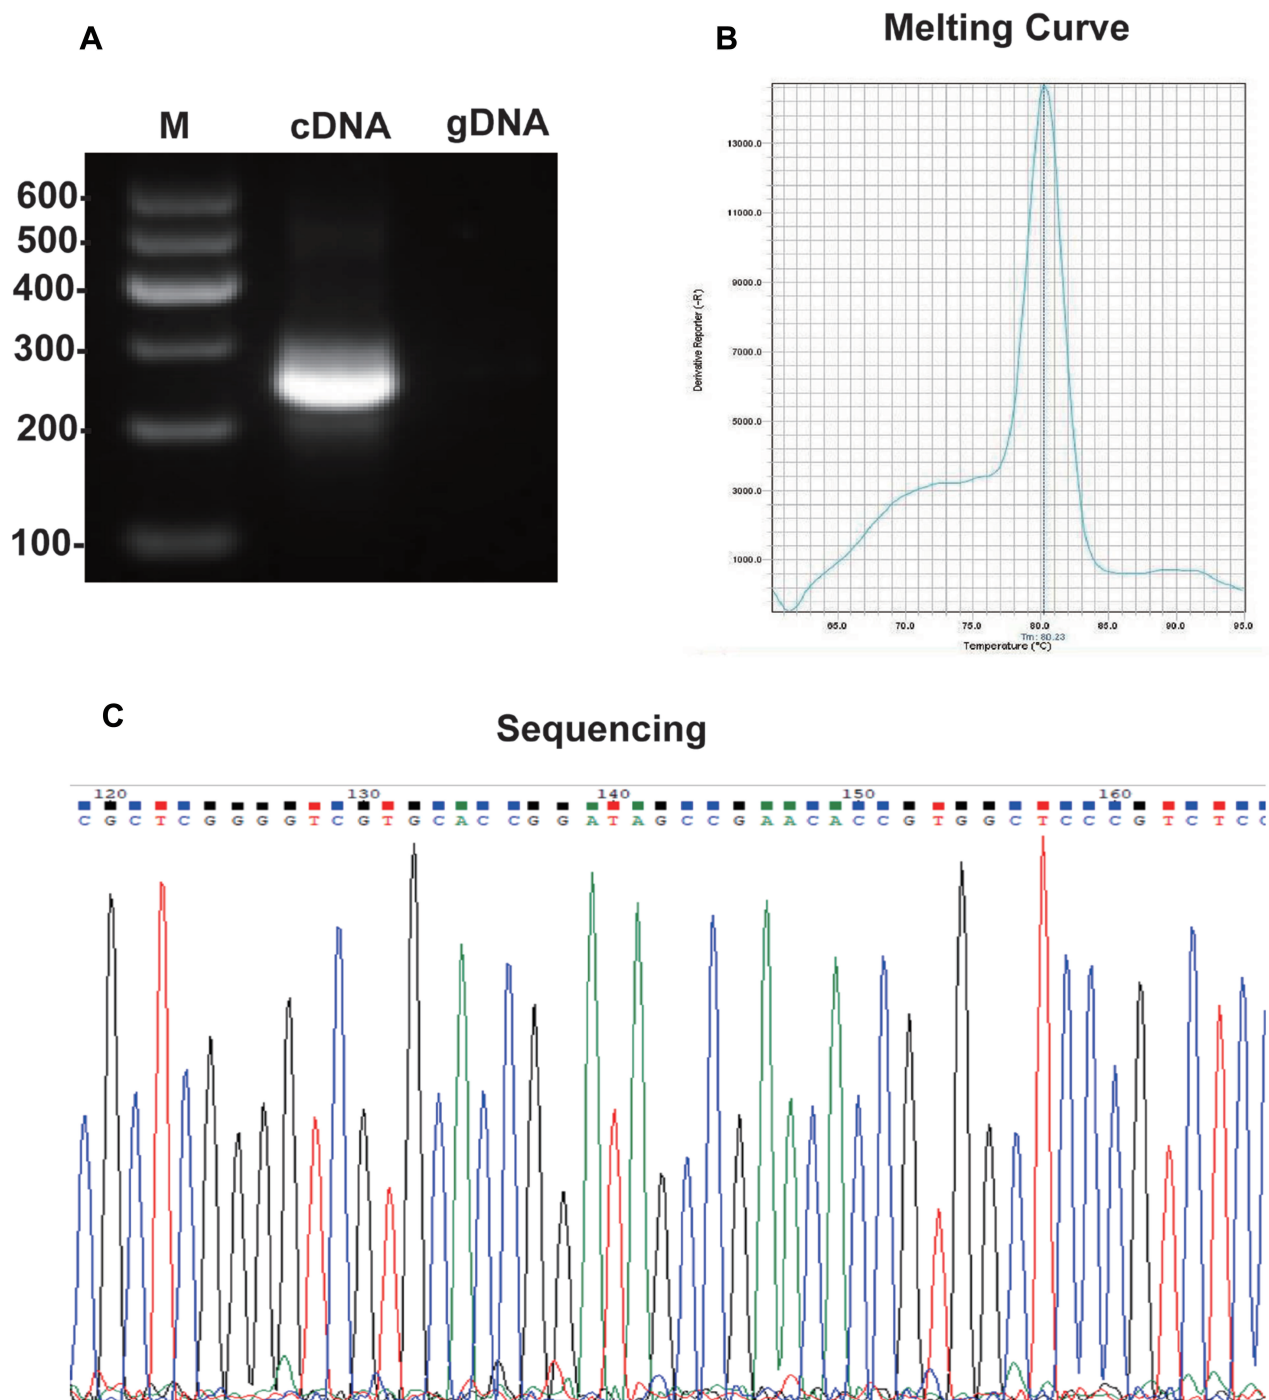 A
M
cDNA
gDNA
600
500
400
300
200
100
B
Melting Curve
13000.0
11000.0
9000.0
7000.0
5000.0
3000.0
1000.0
Derivative Reporter (-R')
65.0 70.0 75.0 80.0 85.0 90.0 95.0
Tm: 80.23
Temperature (°C)
C
Sequencing
120 130 140 150 160
C G C T C G G G G T C G T G C A C C G G A T A G C C G A A C A C C G T G G C T C C C G T C T C C